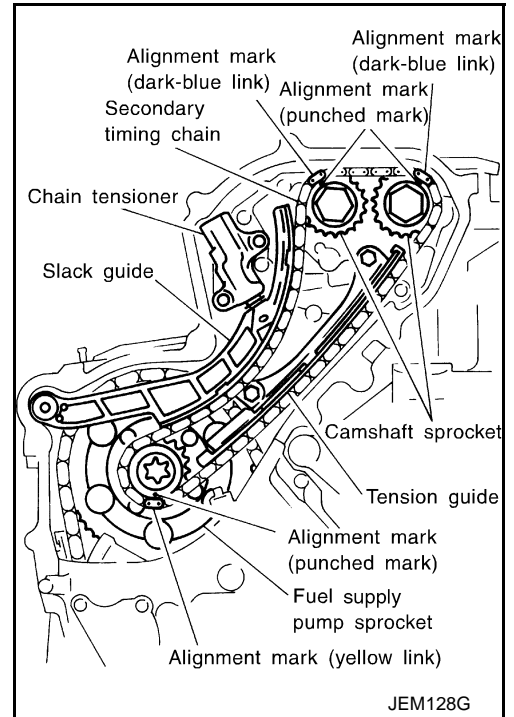 Alignment mark
(dark-blue link)
Alignment mark
(dark-blue link)
Alignment mark
(punched mark)
Secondary
timing chain
Chain tensioner
Slack guide
Camshaft sprocket
Tension guide
Alignment mark
(punched mark)
Fuel supply
pump sprocket
Alignment mark (yellow link)
JEM128G